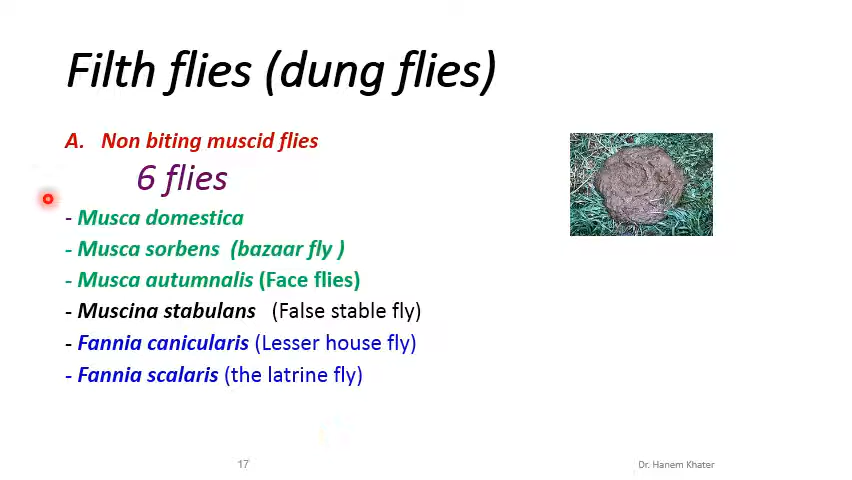 Filth flies (dung flies)
A. Non biting muscid flies
6 flies
- Musca domestica
- Musca sorbens (bazaar fly )
- Musca autumnalis (Face flies)
- Muscina stabulans (False stable fly)
- Fannia canicularis (Lesser house fly)
- Fannia scalaris (the latrine fly)
17
Dr. Hanem Khater